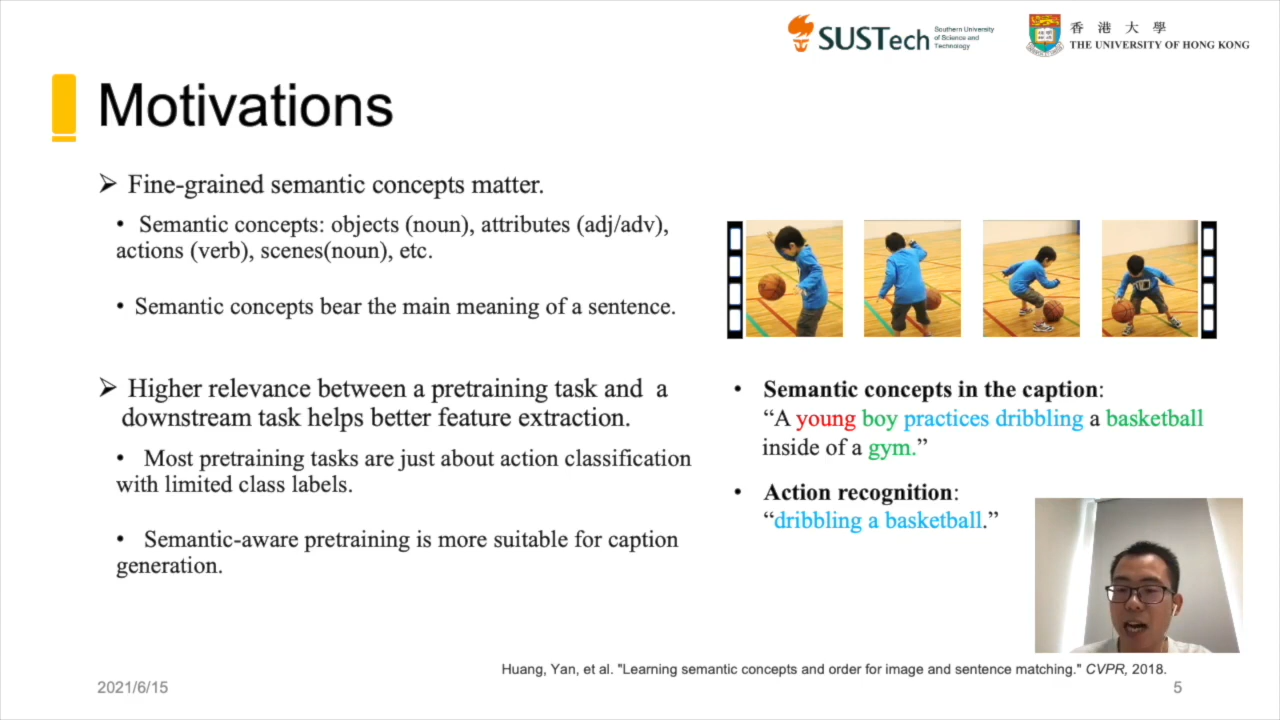 SUSTech
Southern University
of Science and
Technology
香港大學
THE UNIVERSITY OF HONG KONG
Motivations
➢ Fine-grained semantic concepts matter.
• Semantic concepts: objects (noun), attributes (adj/adv),
actions (verb), scenes(noun), etc.
• Semantic concepts bear the main meaning of a sentence.
➢ Higher relevance between a pretraining task and a
downstream task helps better feature extraction.
• Most pretraining tasks are just about action classification
with limited class labels.
• Semantic-aware pretraining is more suitable for caption
generation.
• Semantic concepts in the caption:
“A young boy practices dribbling a basketball
inside of a gym.”
• Action recognition:
“dribbling a basketball.”
Huang, Yan, et al. "Learning semantic concepts and order for image and sentence matching." CVPR, 2018.
2021/6/15
5